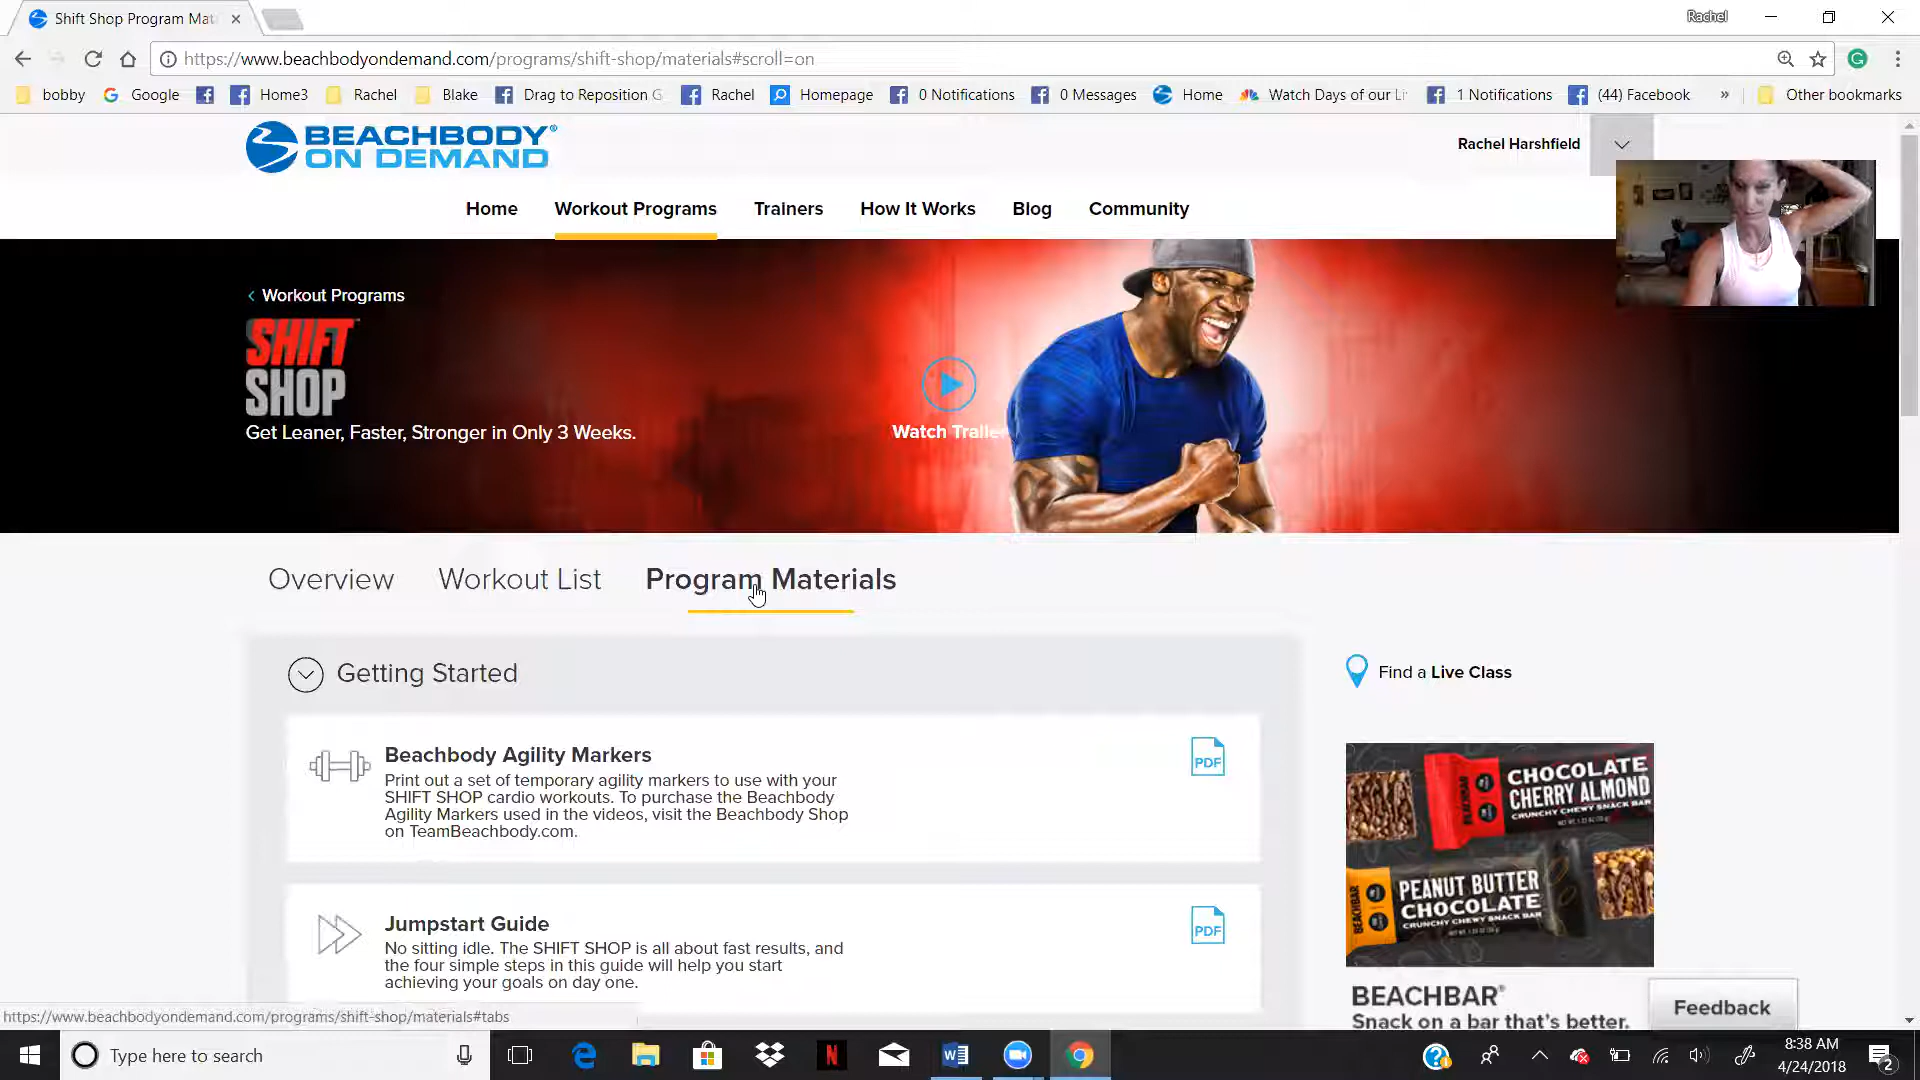 Shift Shop Program Mat
Rachel
https://www.beachbodyondemand.com/programs/shift-shop/materials#scroll=on
bobby Google Home3 Rachel Blake Drag to Reposition Rachel Homepage 0 Notifications 0 Messages Home Watch Days of our Li 1 Notifications (44) Facebook » Other bookmarks
BEACHBODY®
ON DEMAND
Rachel Harshfield
Home Workout Programs Trainers How It Works Blog Community
‹ Workout Programs
SHIFT
SHOP
Get Leaner, Faster, Stronger in Only 3 Weeks.
Watch Trailer
Overview Workout List Program Materials
Getting Started
Find a Live Class
Beachbody Agility Markers
Print out a set of temporary agility markers to use with your
SHIFT SHOP cardio workouts. To purchase the Beachbody
Agility Markers used in the videos, visit the Beachbody Shop
on TeamBeachbody.com.
PDF
CHOCOLATE
CHERRY ALMOND
CRUNCHY CHEWY SNACK BAR
BEACHBAR
PEANUT BUTTER
CHOCOLATE
CRUNCHY CHEWY SNACK BAR
Jumpstart Guide
No sitting idle. The SHIFT SHOP is all about fast results, and
the four simple steps in this guide will help you start
achieving your goals on day one.
PDF
BEACHBAR®
Snack on a bar that's better.
Feedback
https://www.beachbodyondemand.com/programs/shift-shop/materials#tabs
Type here to search
8:38 AM
4/24/2018
2